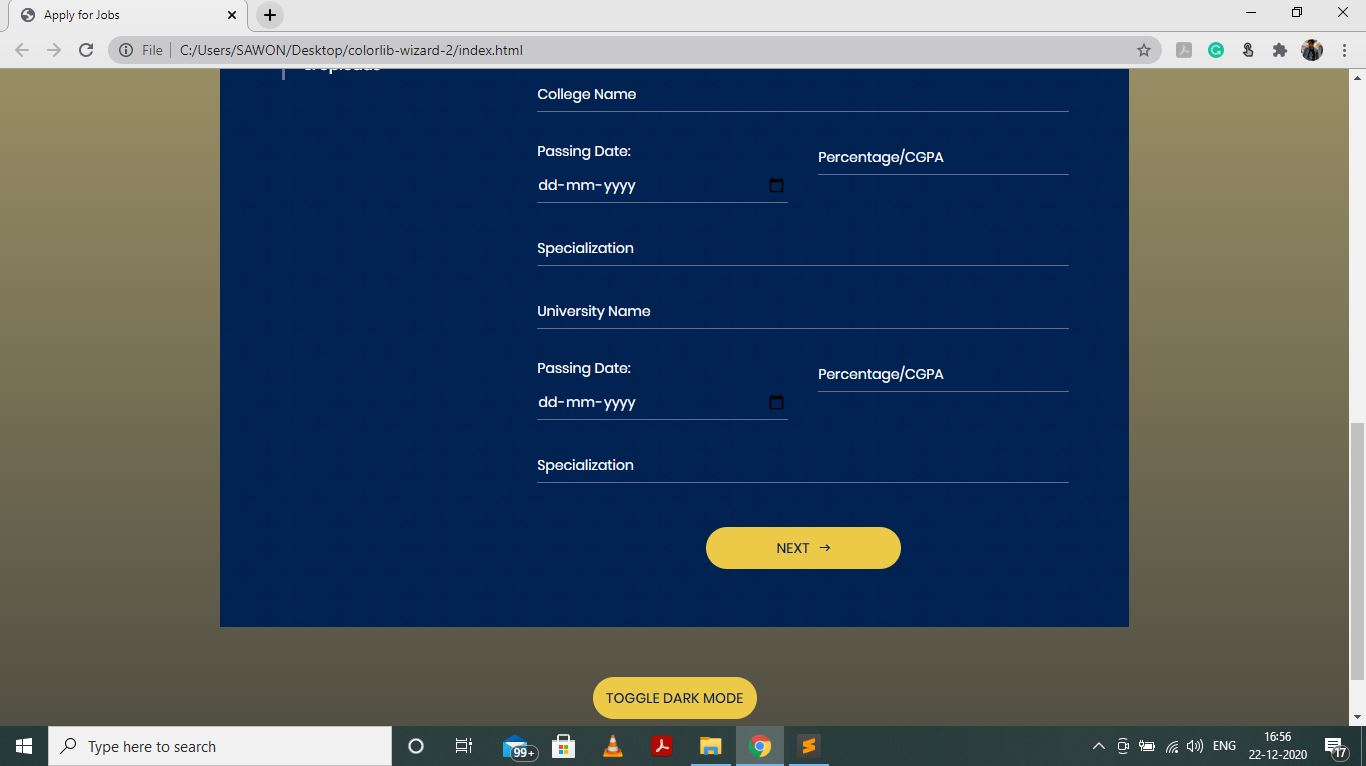 Apply for Jobs
File
C:/Users/SAWON/Desktop/colorlib-wizard-2/index.html
College Name
Passing Date:
Percentage/CGPA
dd-mm-yyyy
Specialization
University Name
Passing Date:
Percentage/CGPA
dd-mm-yyyy
Specialization
NEXT →
TOGGLE DARK MODE
Type here to search
99+
ENG
16:56
22-12-2020
17